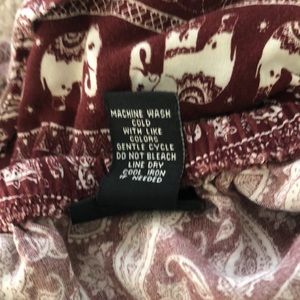 MACHINE WASH
COLD
WITH LIKE
COLORS
GENTLE CYCLE
DO NOT BLEACH
LINE DRY
COOL IRON
IF NEEDED